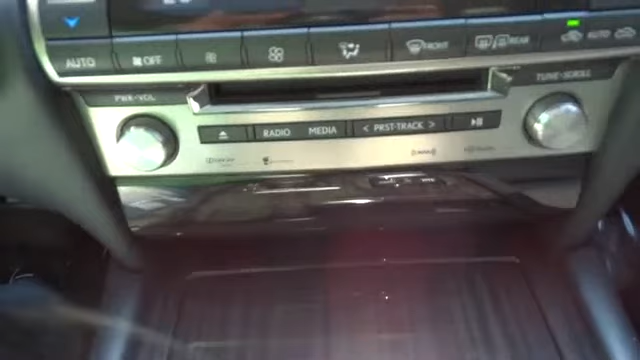 AUTO OFF FRONT REAR AUTO
PWR•VOL TUNE•SCROLL
RADIO MEDIA < PRST•TRACK >